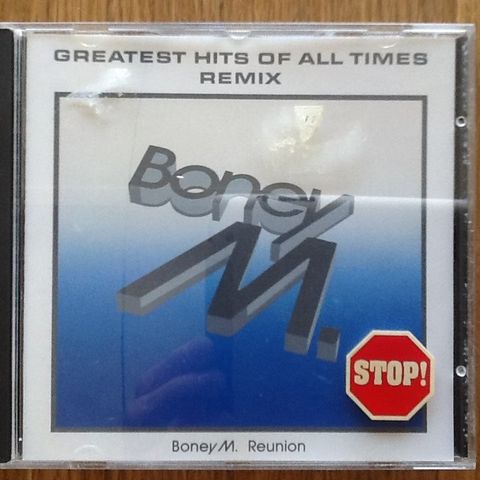 GREATEST HITS OF ALL TIMES
REMIX
Boney
M.
STOP!
Boney M. Reunion